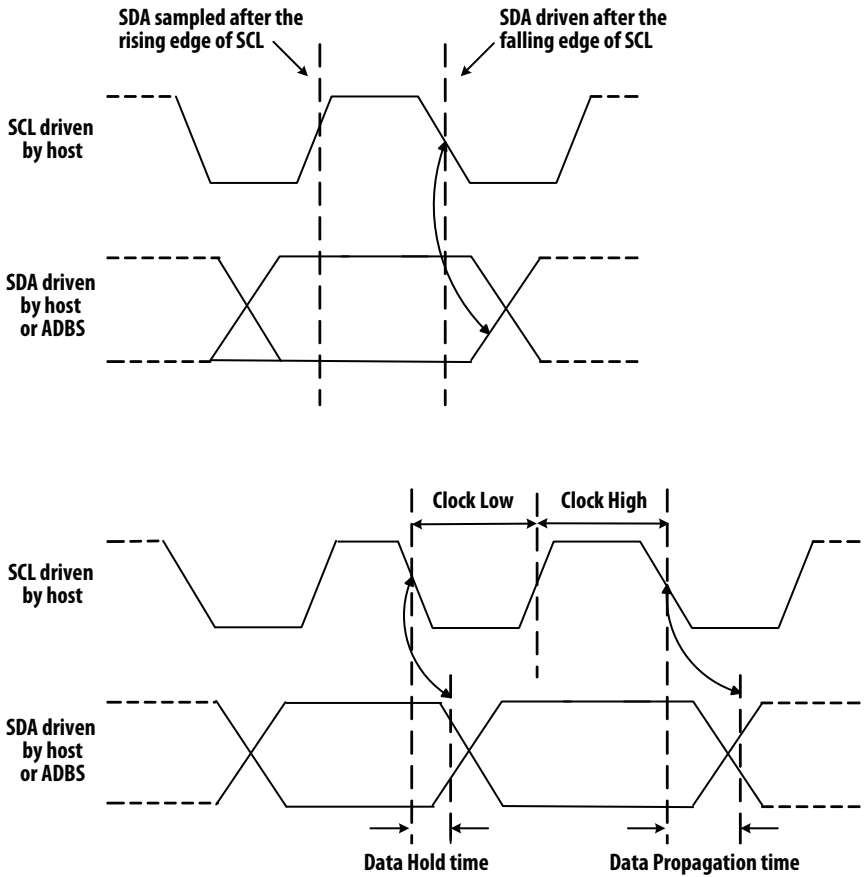 SDA sampled after the
rising edge of SCL
SDA driven after the
falling edge of SCL
SCL driven
by host
SDA driven
by host
or ADBS
Clock Low
Clock High
SCL driven
by host
SDA driven
by host
or ADBS
Data Hold time
Data Propagation time